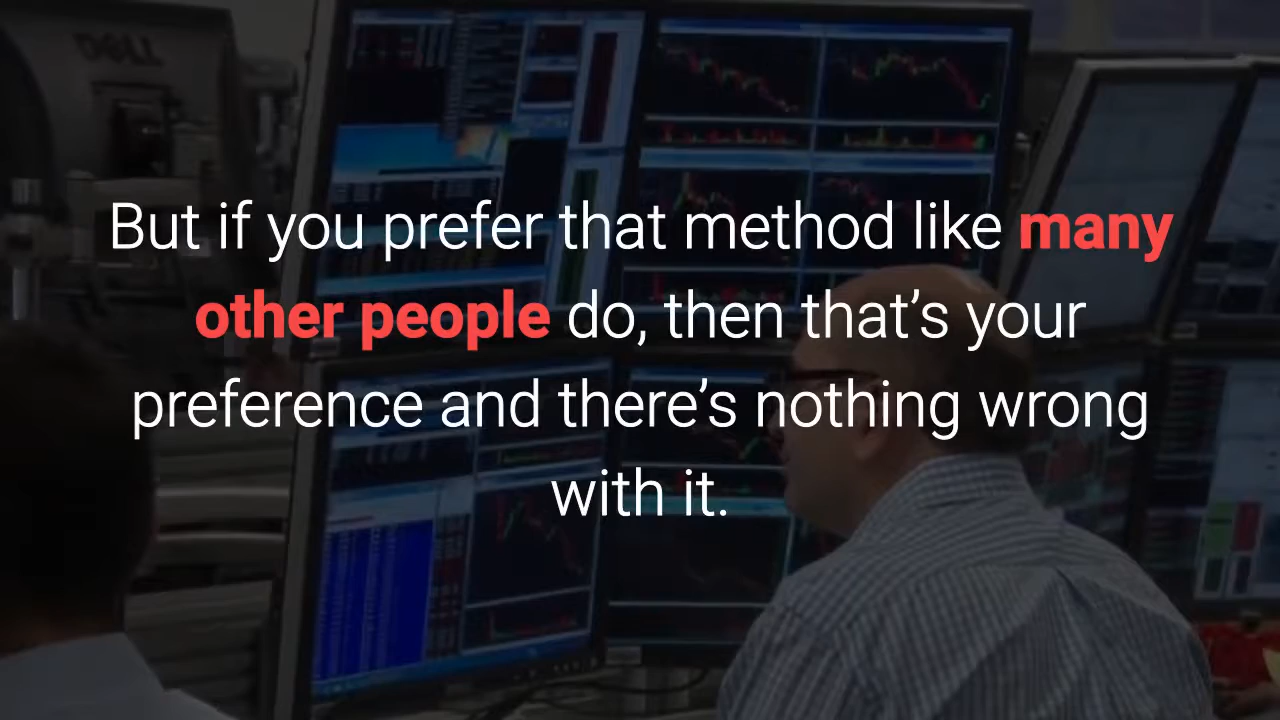 DELL
But if you prefer that method like many
other people do, then that’s your
preference and there’s nothing wrong
with it.